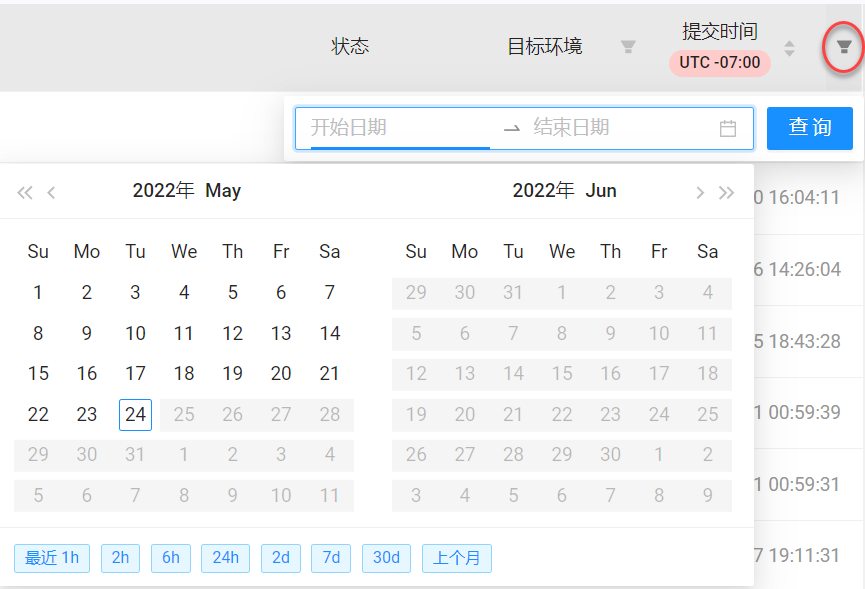 状态 目标环境 提交时间
UTC -07:00
开始日期 → 结束日期 查 询
2022年 May 2022年 Jun
Su Mo Tu We Th Fr Sa Su Mo Tu We Th Fr Sa
1 2 3 4 5 6 7 29 30 31 1 2 3 4
8 9 10 11 12 13 14 5 6 7 8 9 10 11
15 16 17 18 19 20 21 12 13 14 15 16 17 18
22 23 24 25 26 27 28 19 20 21 22 23 24 25
29 30 31 1 2 3 4 26 27 28 29 30 1 2
5 6 7 8 9 10 11 3 4 5 6 7 8 9
最近 1h 2h 6h 24h 2d 7d 30d 上个月
0 16:04:11
6 14:26:04
5 18:43:28
1 00:59:39
1 00:59:31
7 19:11:31